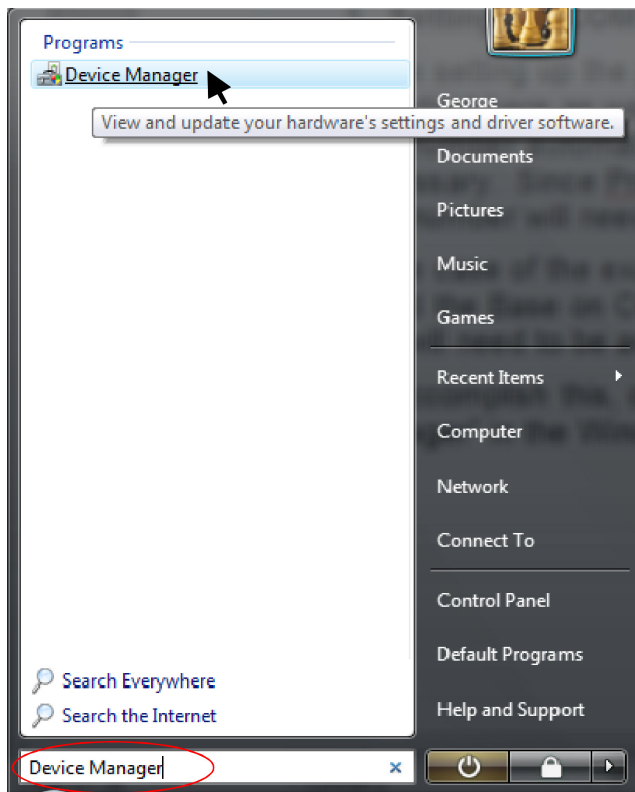 Programs
Device Manager
View and update your hardware's settings and driver software.
Search Everywhere
Search the Internet
Device Manager
George
Documents
Pictures
Music
Games
Recent Items
Computer
Network
Connect To
Control Panel
Default Programs
Help and Support